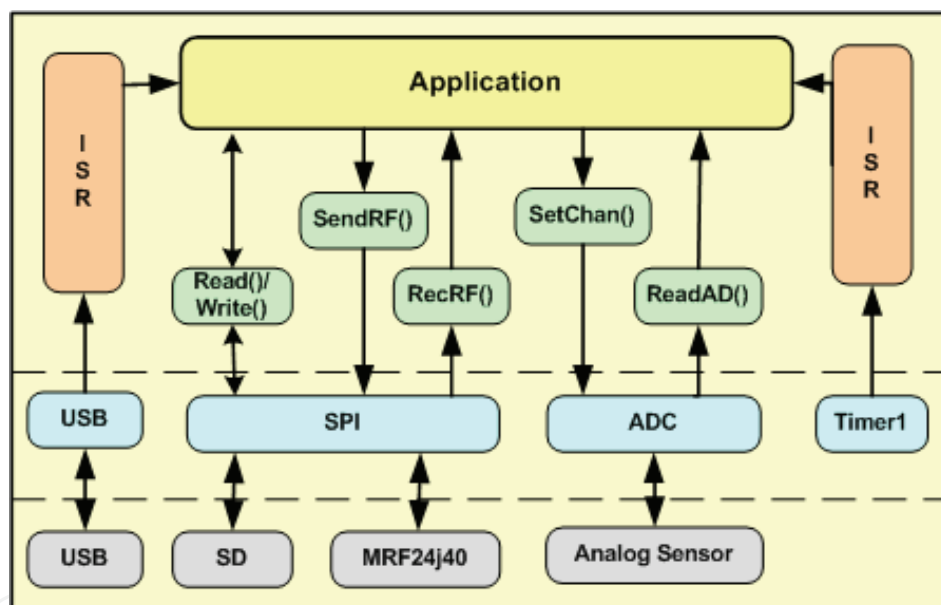 Application
I
S
R
I
S
R
SendRF()
SetChan()
Read()/
Write()
RecRF()
ReadAD()
USB
SPI
ADC
Timer1
USB
SD
MRF24j40
Analog Sensor